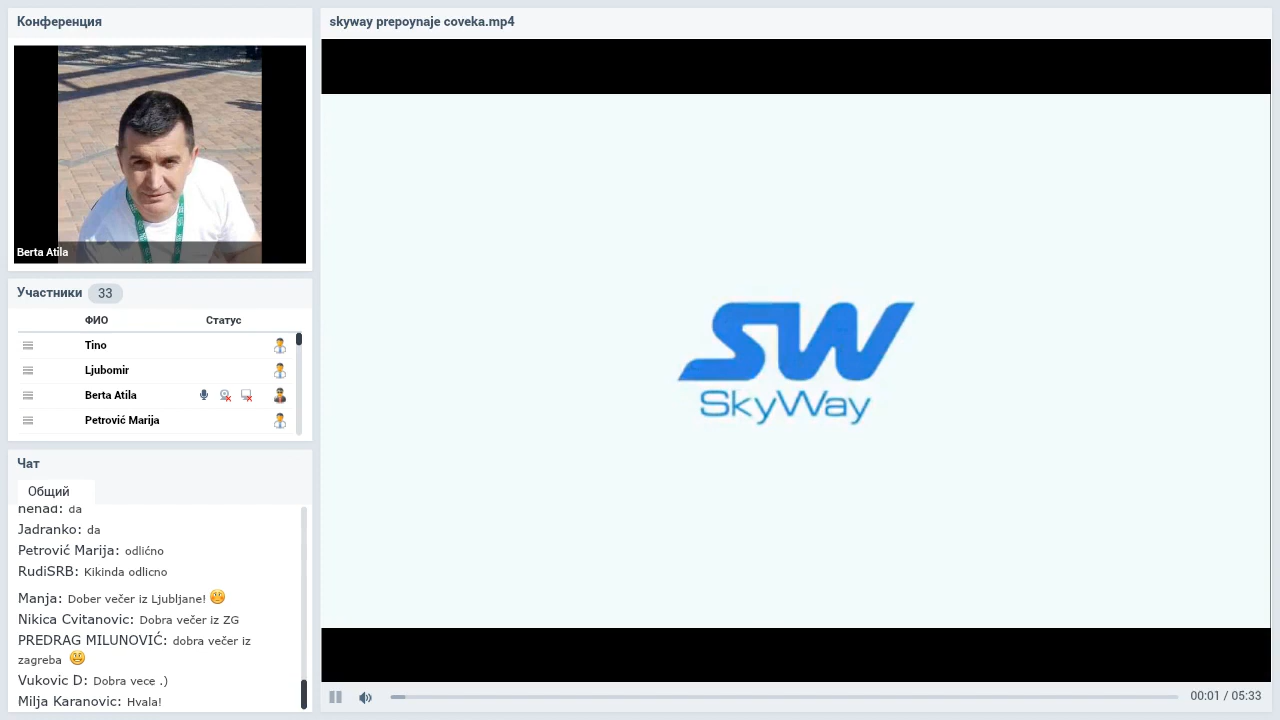 Конференция
Berta Atila
Участники 33
ФИО Статус
Tino
Ljubomir
Berta Atila
Petrović Marija
Чат
Общий
nenad: da
Jadranko: da
Petrović Marija: odlićno
RudiSRB: Kikinda odlicno
Manja: Dober večer iz Ljubljane!
Nikica Cvitanovic: Dobra večer iz ZG
PREDRAG MILUNOVIĆ: dobra večer iz
zagreba
Vukovic D: Dobra vece .)
Milja Karanovic: Hvala!
skyway prepoynaje coveka.mp4
SW
SkyWay
00:01 / 05:33